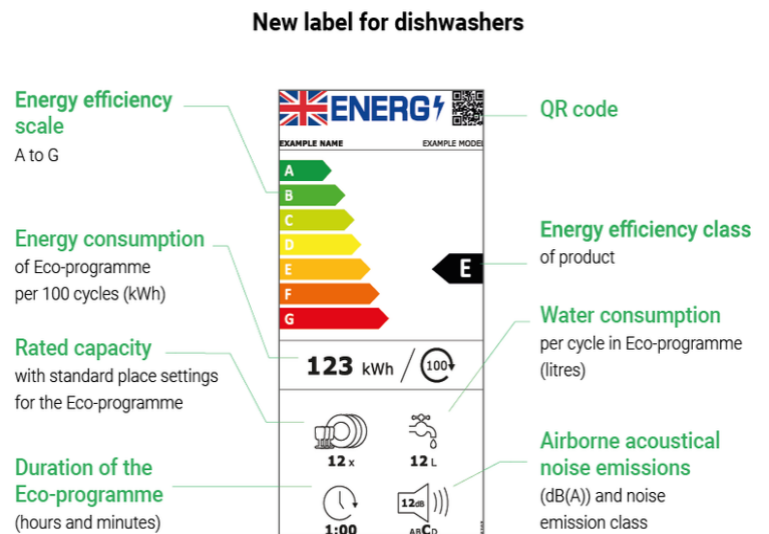 New label for dishwashers
Energy efficiency
scale
A to G
Energy consumption
of Eco-programme
per 100 cycles (kWh)
Rated capacity
with standard place settings
for the Eco-programme
Duration of the
Eco-programme
(hours and minutes)
ENERG
EXAMPLE NAME EXAMPLE MODEL
A
B
C
D
E
F
G
E
123 kWh / 100
12 x
12 L
1:00
12dB
ABCD
QR code
Energy efficiency class
of product
Water consumption
per cycle in Eco-programme
(litres)
Airborne acoustical
noise emissions
(dB(A)) and noise
emission class